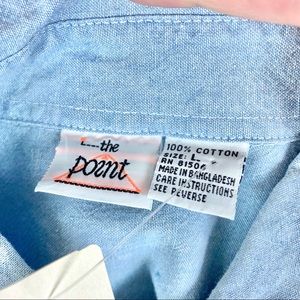 the
point
100% COTTON
SIZE: L
RN 81506
MADE IN BANGLADESH
CARE INSTRUCTIONS
SEE REVERSE